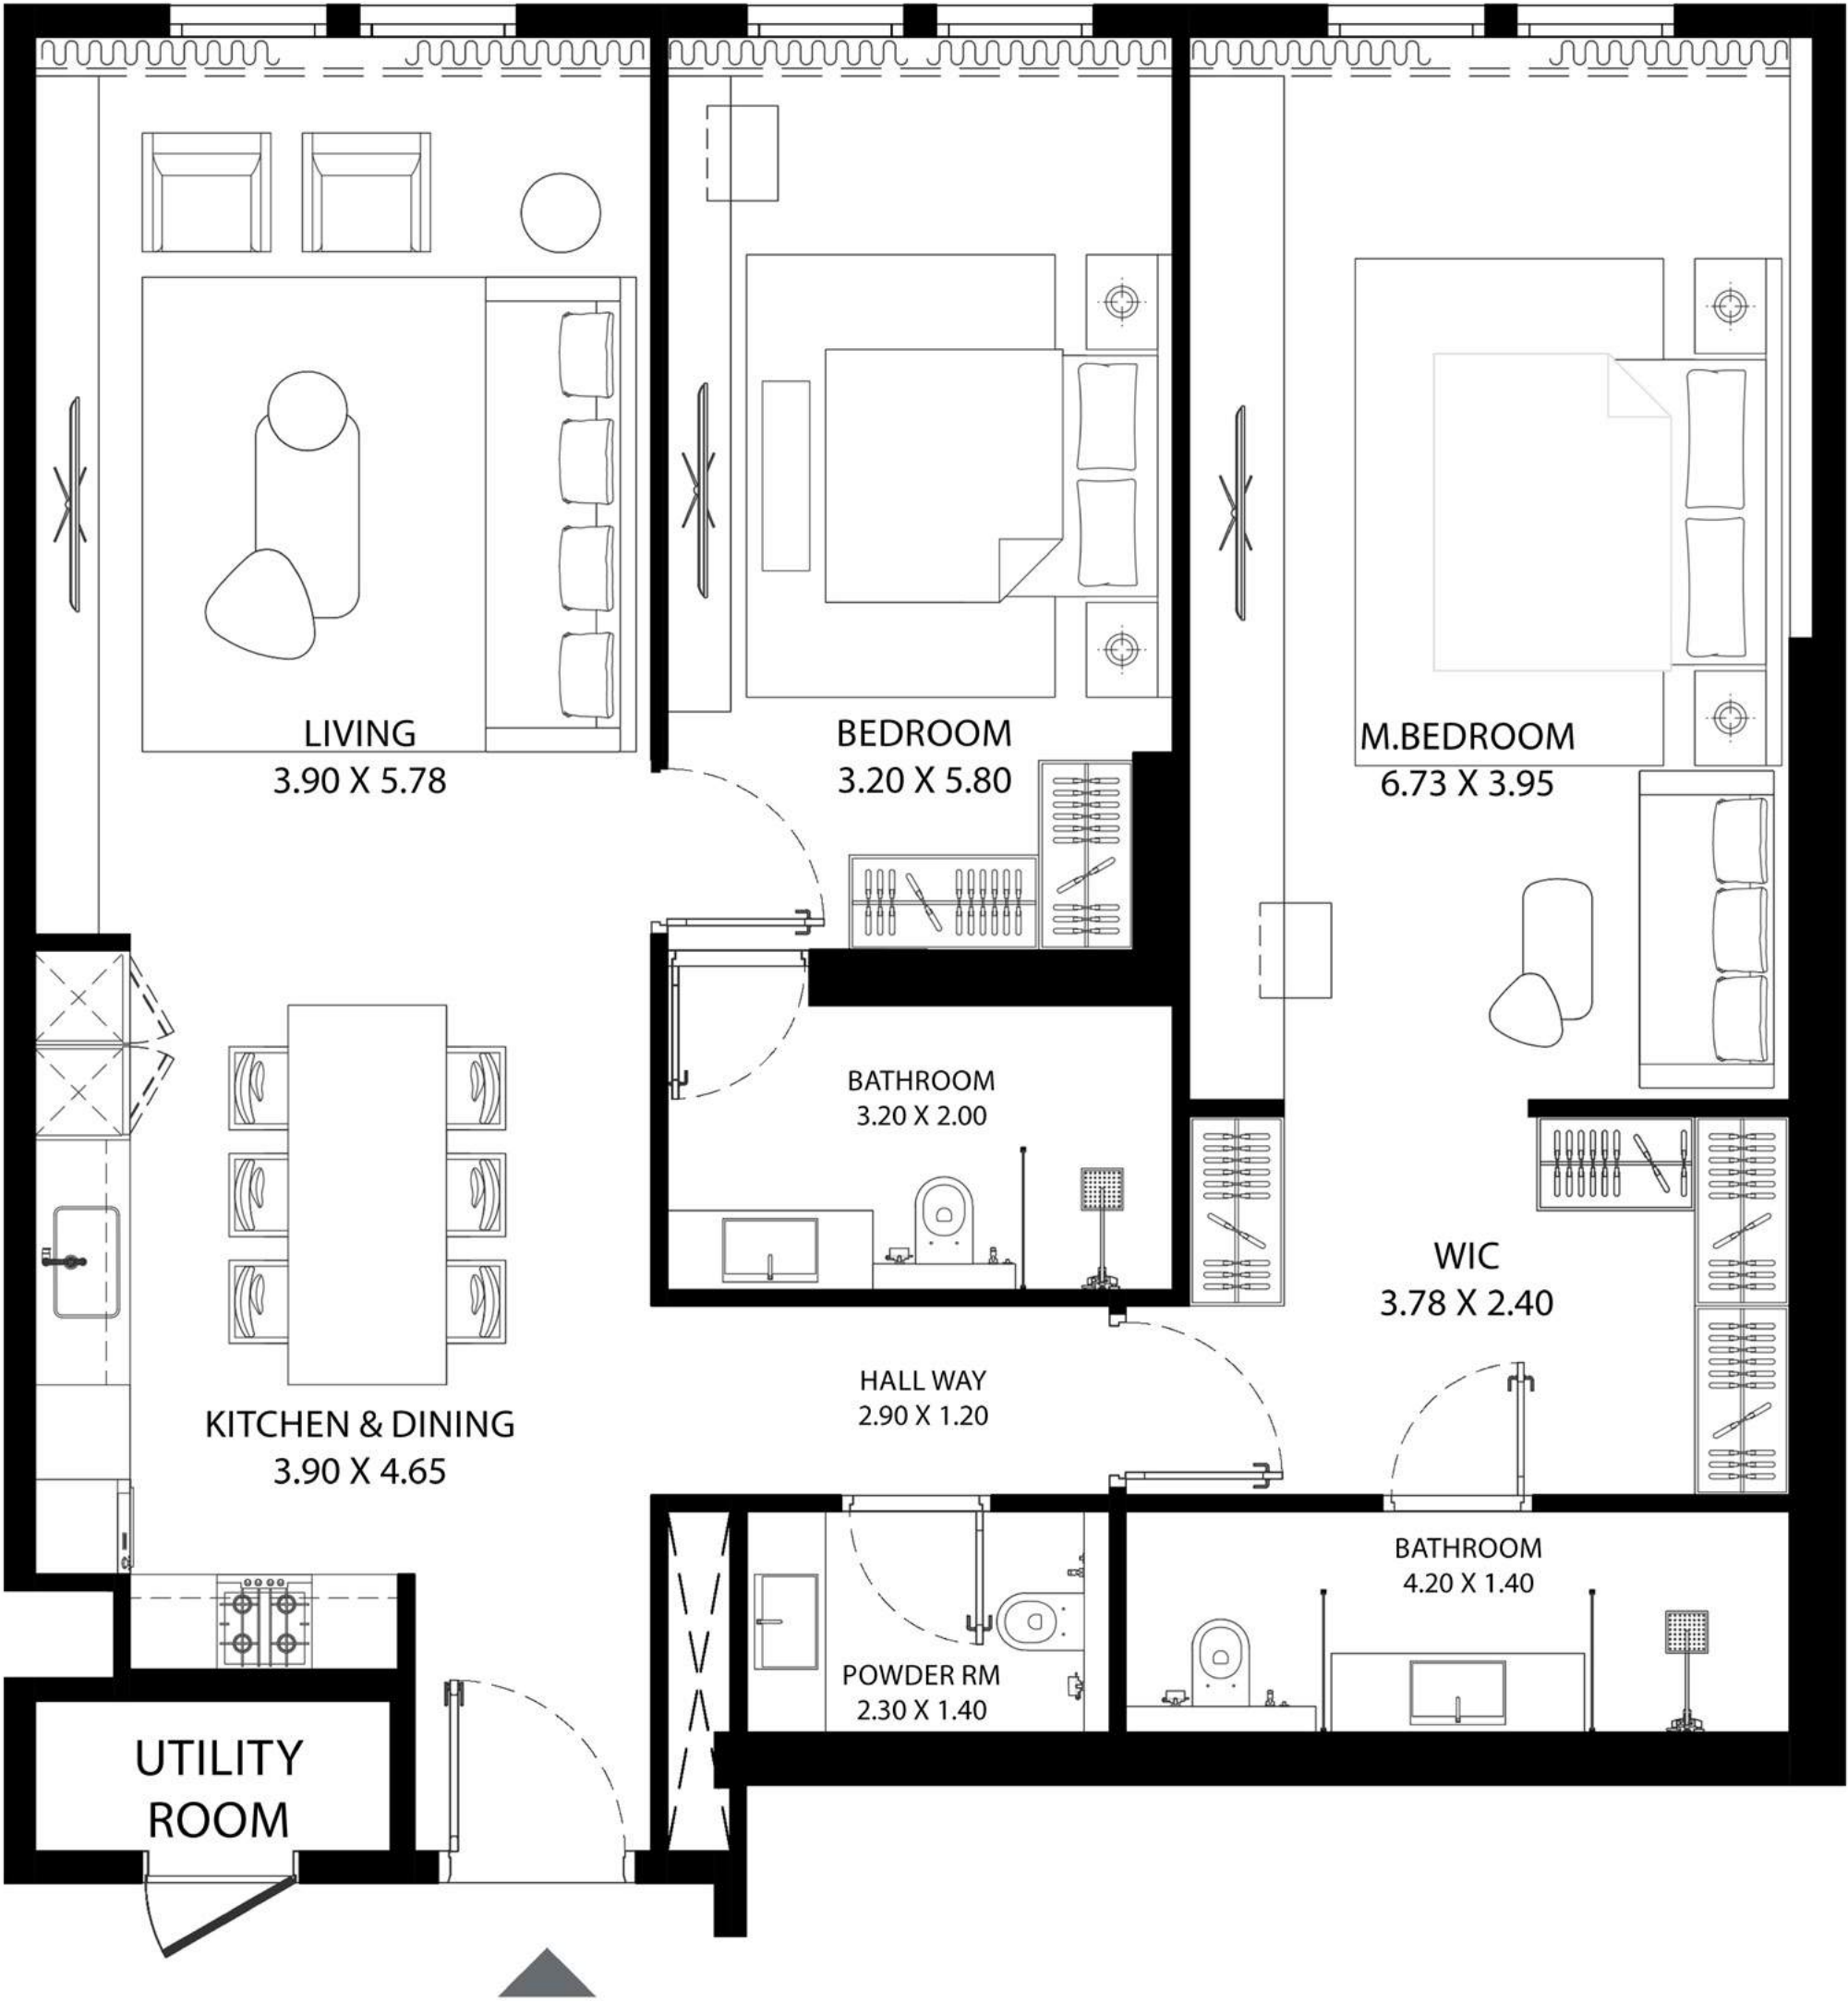 LIVING
3.90 X 5.78
BEDROOM
3.20 X 5.80
M.BEDROOM
6.73 X 3.95
BATHROOM
3.20 X 2.00
WIC
3.78 X 2.40
HALL WAY
2.90 X 1.20
KITCHEN & DINING
3.90 X 4.65
BATHROOM
4.20 X 1.40
POWDER RM
2.30 X 1.40
UTILITY
ROOM